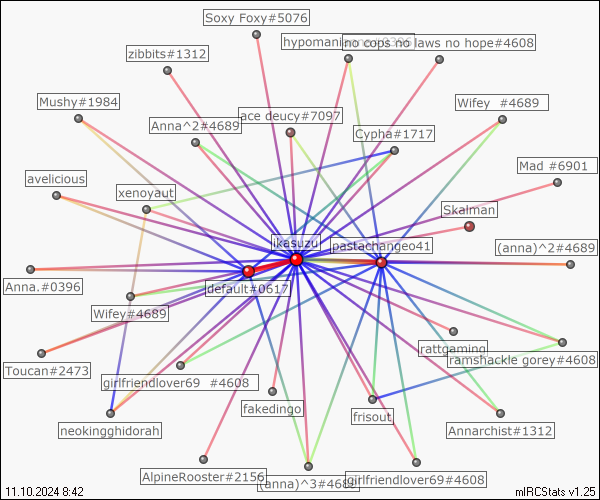 Soxy Foxy#5076
no cops no laws no hope#4608
zibbits#1312
Mushy#1984
Wifey #4689
ace deucy#7097
Anna^2#4689
Cypha#1717
Mad #6901
avelicious
xenoyaut
Skalman
ikasuzu
pastachangeo41
(anna)^2#4689
Anna.#0396
default#0617
Wifey#4689
rattgaming
ramshackle gorey#4608
Toucan#2473
girlfriendlover69 #4608
fakedingo
frisout
neokingghidorah
Annarchist#1312
AlpineRooster#2156
(anna)^3#4689
girlfriendlover69#4608
11.10.2024 8:42
mIRCStats v1.25